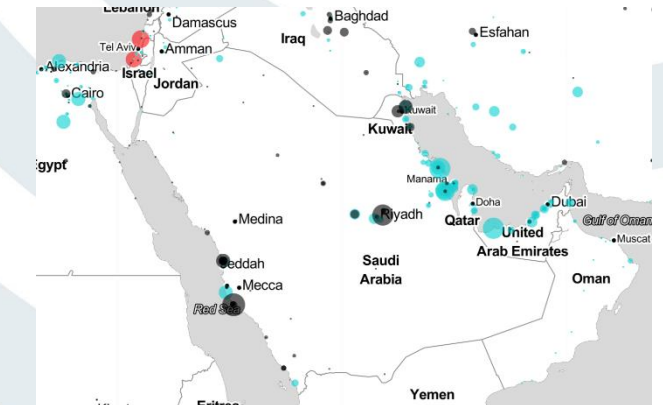 Lebanon
Damascus
Baghdad
Esfahan
Tel Aviv
Amman
Iraq
Alexandria
Israel
Jordan
Cairo
Kuwait
Kuwait
Egypt
Manama
Doha
Dubai
Medina
Riyadh
Qatar
United
Arab Emirates
Gulf of Oman
Muscat
Jeddah
Saudi
Arabia
Oman
Mecca
Red Sea
Yemen